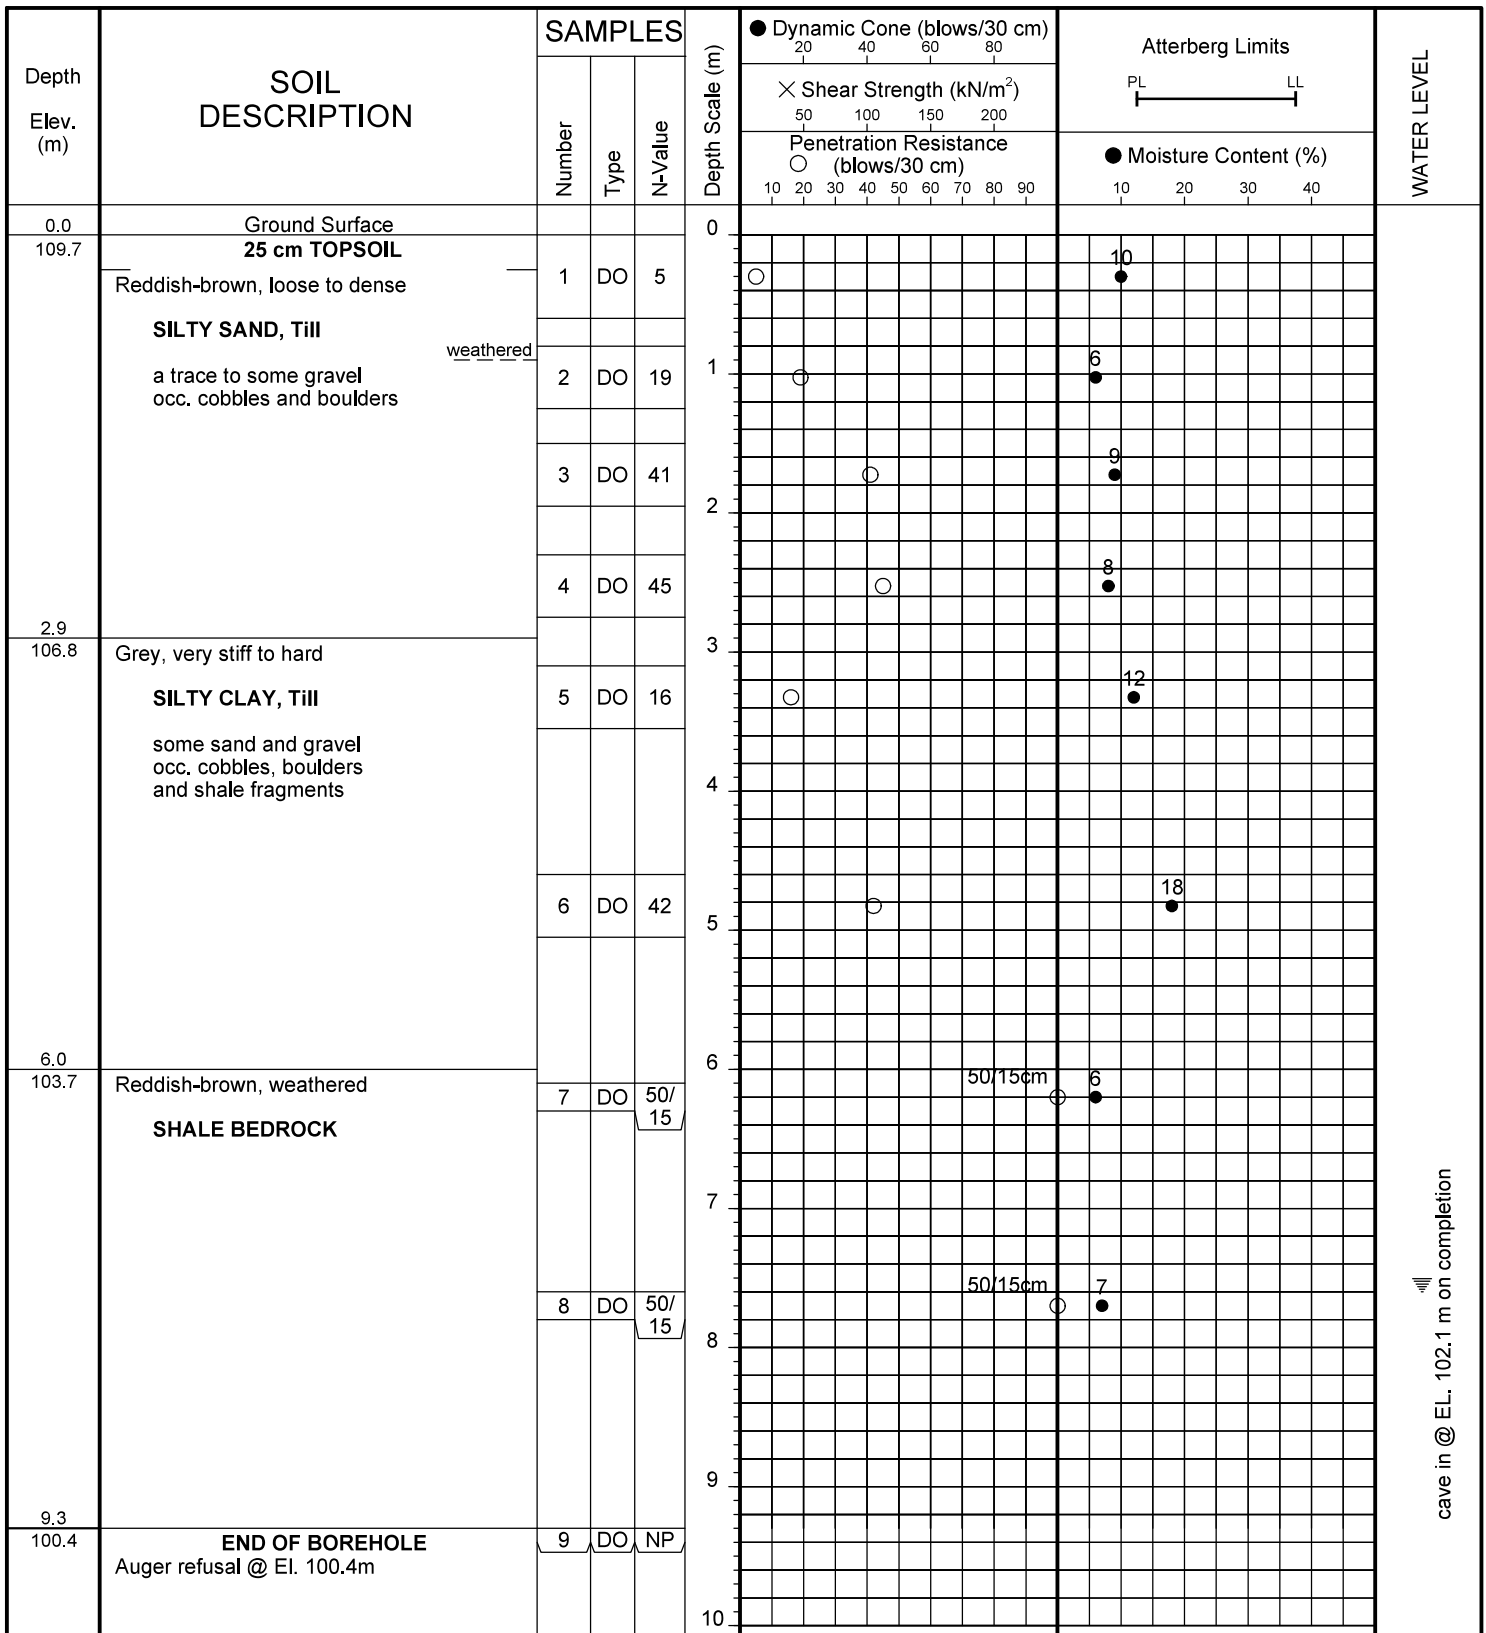 Depth
Elev.
(m)
SOIL
DESCRIPTION
SAMPLES
Number
Type
N-Value
Depth Scale (m)
● Dynamic Cone (blows/30 cm)
20 40 60 80
× Shear Strength (kN/m²)
50 100 150 200
Penetration Resistance
○ (blows/30 cm)
10 20 30 40 50 60 70 80 90
Atterberg Limits
PL LL
● Moisture Content (%)
10 20 30 40
WATER LEVEL
0.0 Ground Surface 0
109.7 25 cm TOPSOIL
Reddish-brown, loose to dense 1 DO 5 10
SILTY SAND, Till
weathered
a trace to some gravel
occ. cobbles and boulders
1
2 DO 19 6
3 DO 41 9
2
4 DO 45 8
2.9
106.8 Grey, very stiff to hard 3
SILTY CLAY, Till 5 DO 16 12
some sand and gravel
occ. cobbles, boulders
and shale fragments
4
6 DO 42 18
5
6.0 6
103.7 Reddish-brown, weathered
7 DO 50/ 50/15cm 6
15
SHALE BEDROCK
7
8 DO 50/ 50/15cm 7
15
8
cave in @ EL. 102.1 m on completion
9
9.3
100.4 END OF BOREHOLE 9 DO NP
Auger refusal @ El. 100.4m
10